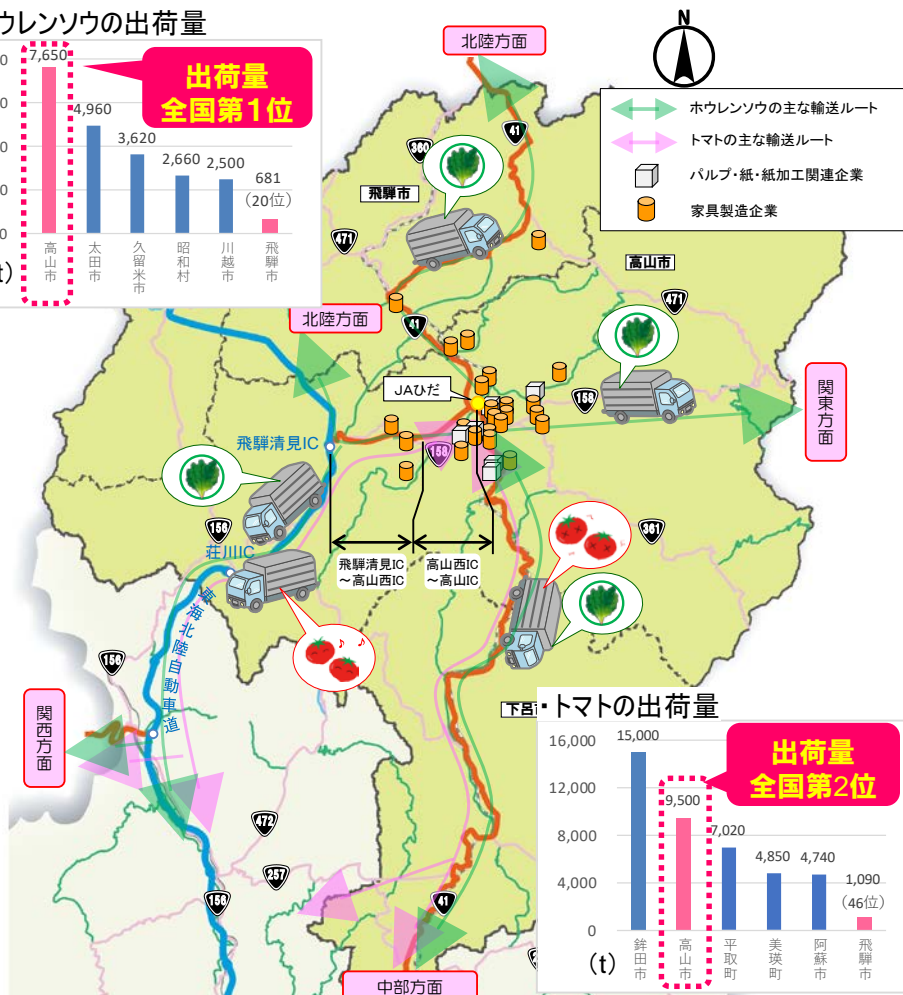 ウレンソウの出荷量
7,650
4,960
3,620
2,660
2,500
681
(20位)
出荷量
全国第1位
高山市
太田市
久留米市
昭和村
川越市
飛騨市
t)
北陸方面
N
ホウレンソウの主な輸送ルート
トマトの主な輸送ルート
パルプ・紙・紙加工関連企業
家具製造企業
41
360
飛騨市
471
高山市
471
北陸方面
41
JAひだ
158
関東方面
飛騨清見IC
158
156
荘川IC
361
飛騨清見IC
～高山西IC
高山西IC
～高山IC
東海北陸自動車道
156
関西方面
下呂
472
257
156
41
中部方面
・トマトの出荷量
16,000
12,000
8,000
4,000
0
(t)
15,000
9,500
7,020
4,850
4,740
1,090
(46位)
出荷量
全国第2位
鉾田市
高山市
平取町
美瑛町
阿蘇市
飛騨市